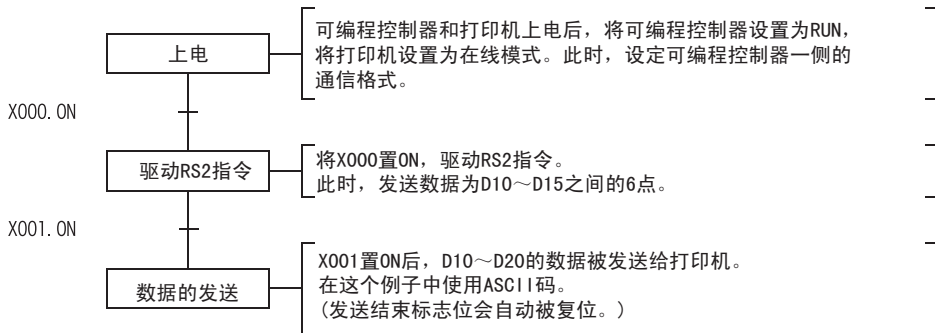 可编程控制器和打印机上电后，将可编程控制器设置为RUN，
上电
将打印机设置为在线模式。此时，设定可编程控制器一侧的
通信格式。
X000. ON
驱动RS2指令
将X000置ON，驱动RS2指令。
此时，发送数据为D10～D15之间的6点。
X001. ON
数据的发送
X001置ON后，D10～D20的数据被发送给打印机。
在这个例子中使用ASCII码。
(发送结束标志位会自动被复位。)